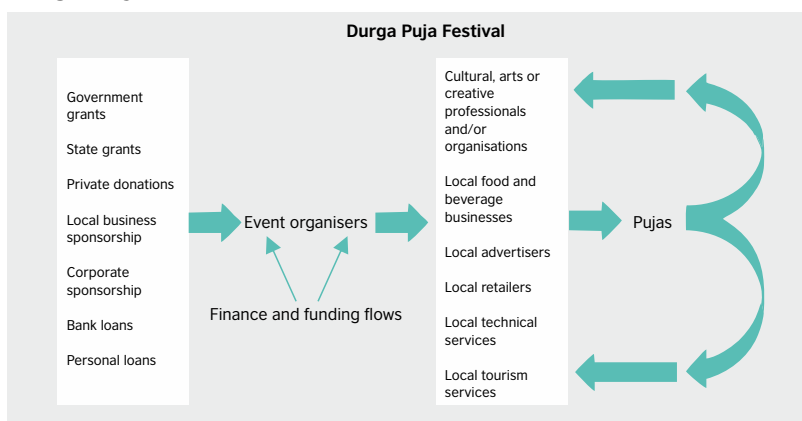 Durga Puja Festival
Government
grants
State grants
Private donations
Local business
sponsorship
Corporate
sponsorship
Bank loans
Personal loans
Event organisers
Finance and funding flows
Cultural, arts or
creative
professionals
and/or
organisations
Local food and
beverage
businesses
Local advertisers
Local retailers
Local technical
services
Local tourism
services
Pujas